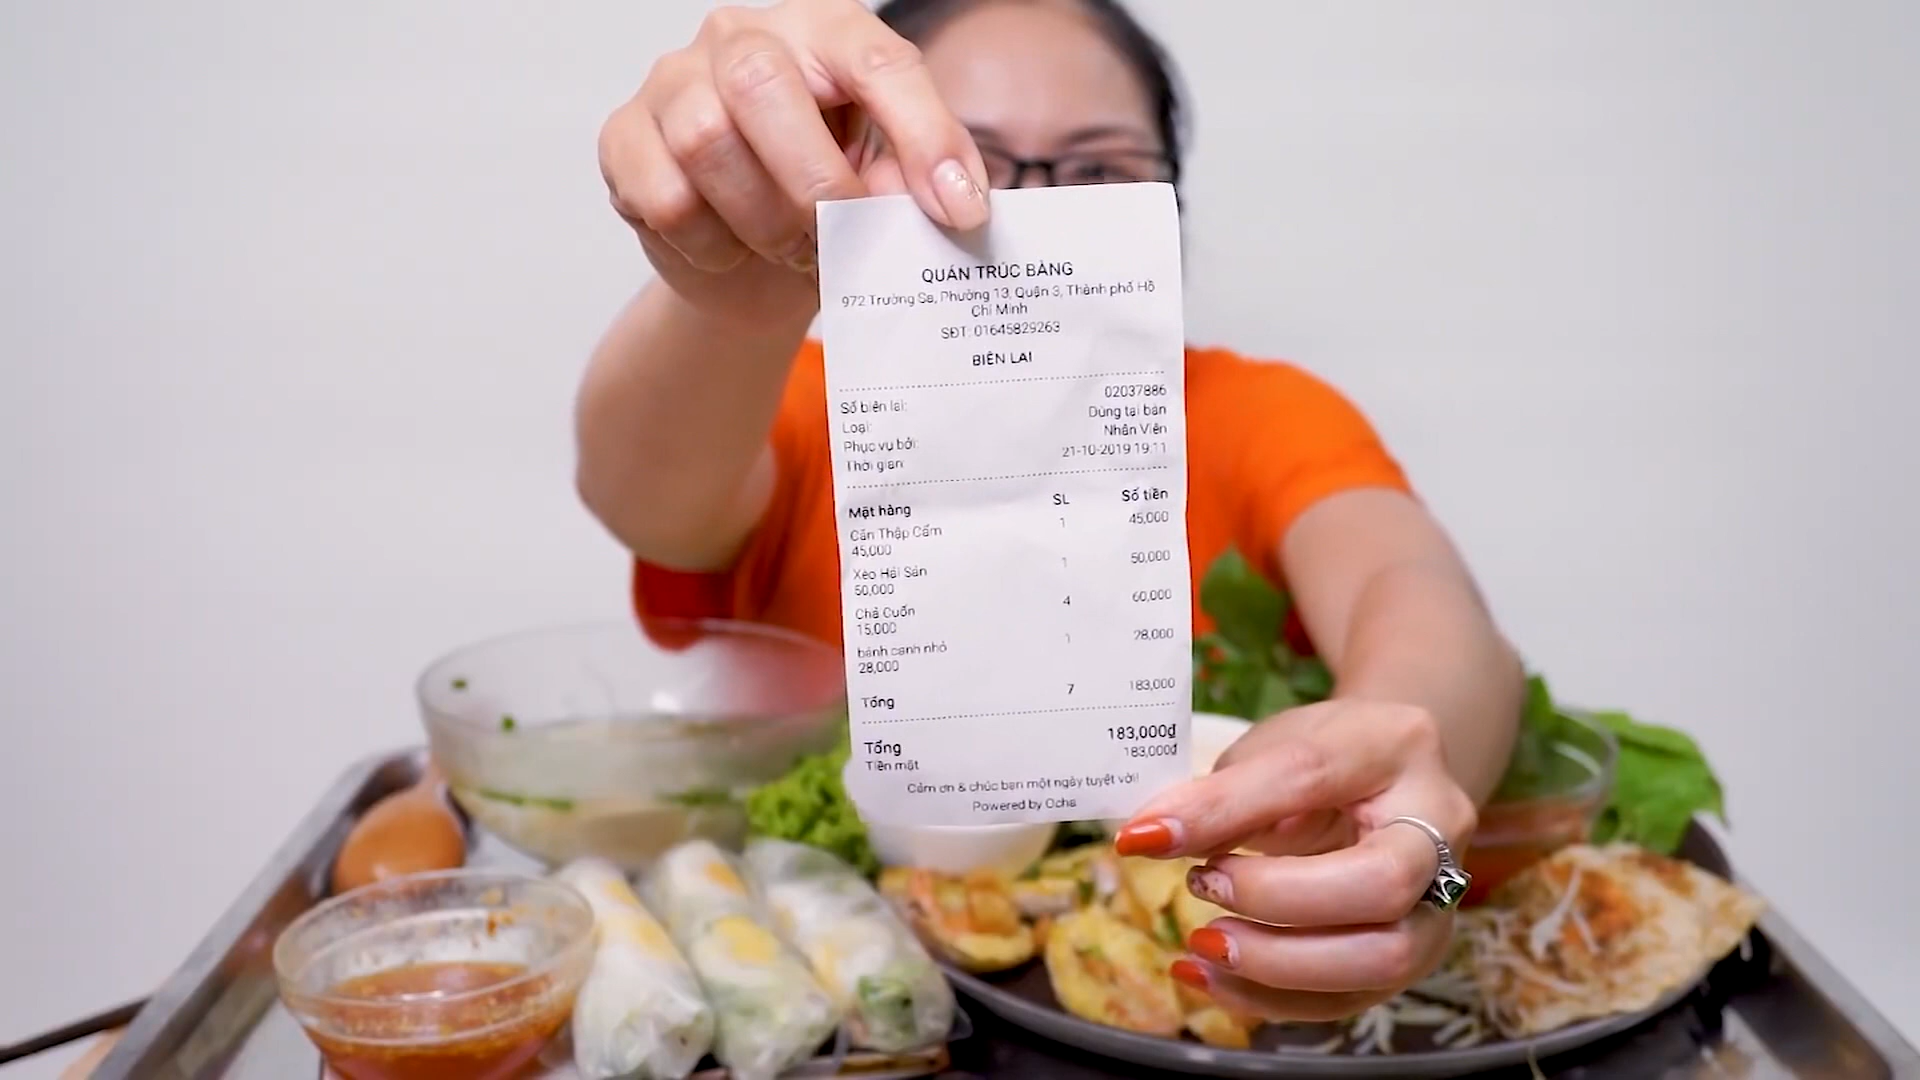 QUÁN TRÚC BÀNG
972 Trường Sa, Phường 13, Quận 3, Thành phố Hồ
Chí Minh
SĐT: 01645829263
BIÊN LAI
Số biên lai: 02037886
Loại: Dùng tại bàn
Phục vụ bởi: Nhân Viên
Thời gian: 21-10-2019 19:11
Mặt hàng SL Số tiền
Căn Thập Cẩm 1 45,000
45,000
Xèo Hải Sản 1 50,000
50,000
Chả Cuốn 4 60,000
15,000
bánh canh nhỏ 1 28,000
28,000
Tổng 7 183,000
Tổng 183,000₫
Tiền mặt 183,000₫
Cảm ơn & chúc bạn một ngày tuyệt vời!
Powered by Ocha